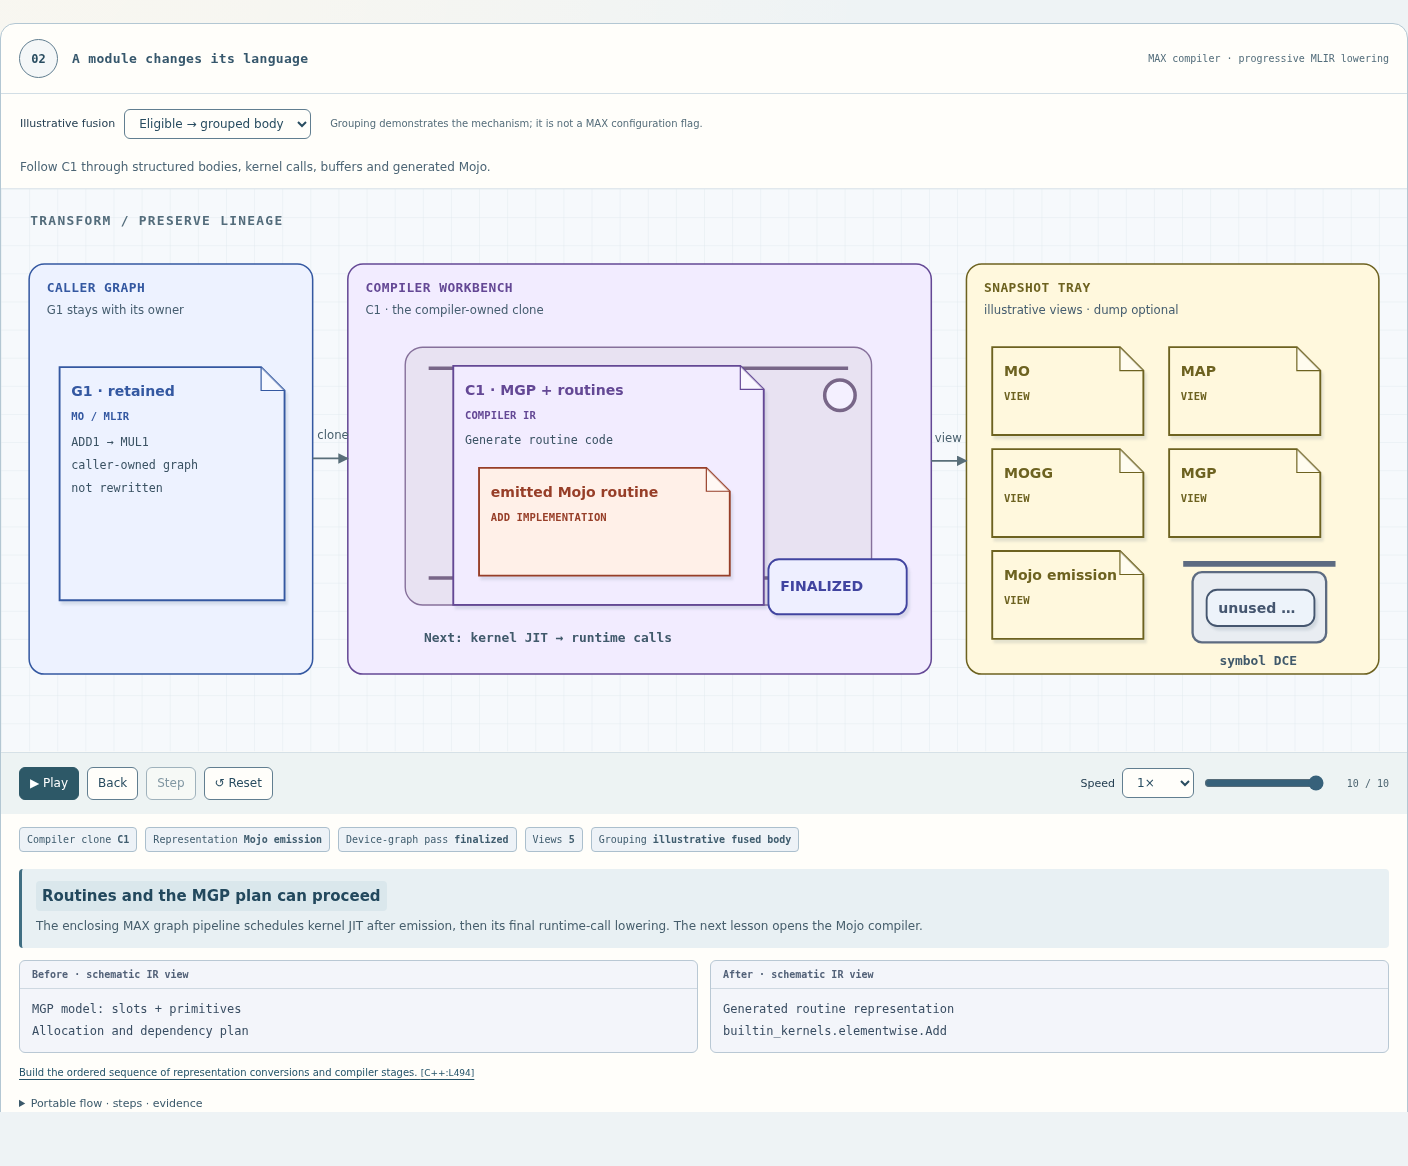 02
A module changes its language
MAX compiler · progressive MLIR lowering
Illustrative fusion
Eligible → grouped body
Grouping demonstrates the mechanism; it is not a MAX configuration flag.
Follow C1 through structured bodies, kernel calls, buffers and generated Mojo.
TRANSFORM / PRESERVE LINEAGE
CALLER GRAPH
G1 stays with its owner
G1 · retained
MO / MLIR
ADD1 → MUL1
caller-owned graph
not rewritten
clone
COMPILER WORKBENCH
C1 · the compiler-owned clone
C1 · MGP + routines
COMPILER IR
Generate routine code
emitted Mojo routine
ADD IMPLEMENTATION
FINALIZED
Next: kernel JIT → runtime calls
view
SNAPSHOT TRAY
illustrative views · dump optional
MO
VIEW
MAP
VIEW
MOGG
VIEW
MGP
VIEW
Mojo emission
VIEW
unused ...
symbol DCE
▶ Play
Back
Step
↺ Reset
Speed
1×
10 / 10
Compiler clone C1
Representation Mojo emission
Device-graph pass finalized
Views 5
Grouping illustrative fused body
Routines and the MGP plan can proceed
The enclosing MAX graph pipeline schedules kernel JIT after emission, then its final runtime-call lowering. The next lesson opens the Mojo compiler.
Before · schematic IR view
MGP model: slots + primitives
Allocation and dependency plan
After · schematic IR view
Generated routine representation
builtin_kernels.elementwise.Add
Build the ordered sequence of representation conversions and compiler stages. [C++:L494]
▶ Portable flow · steps · evidence